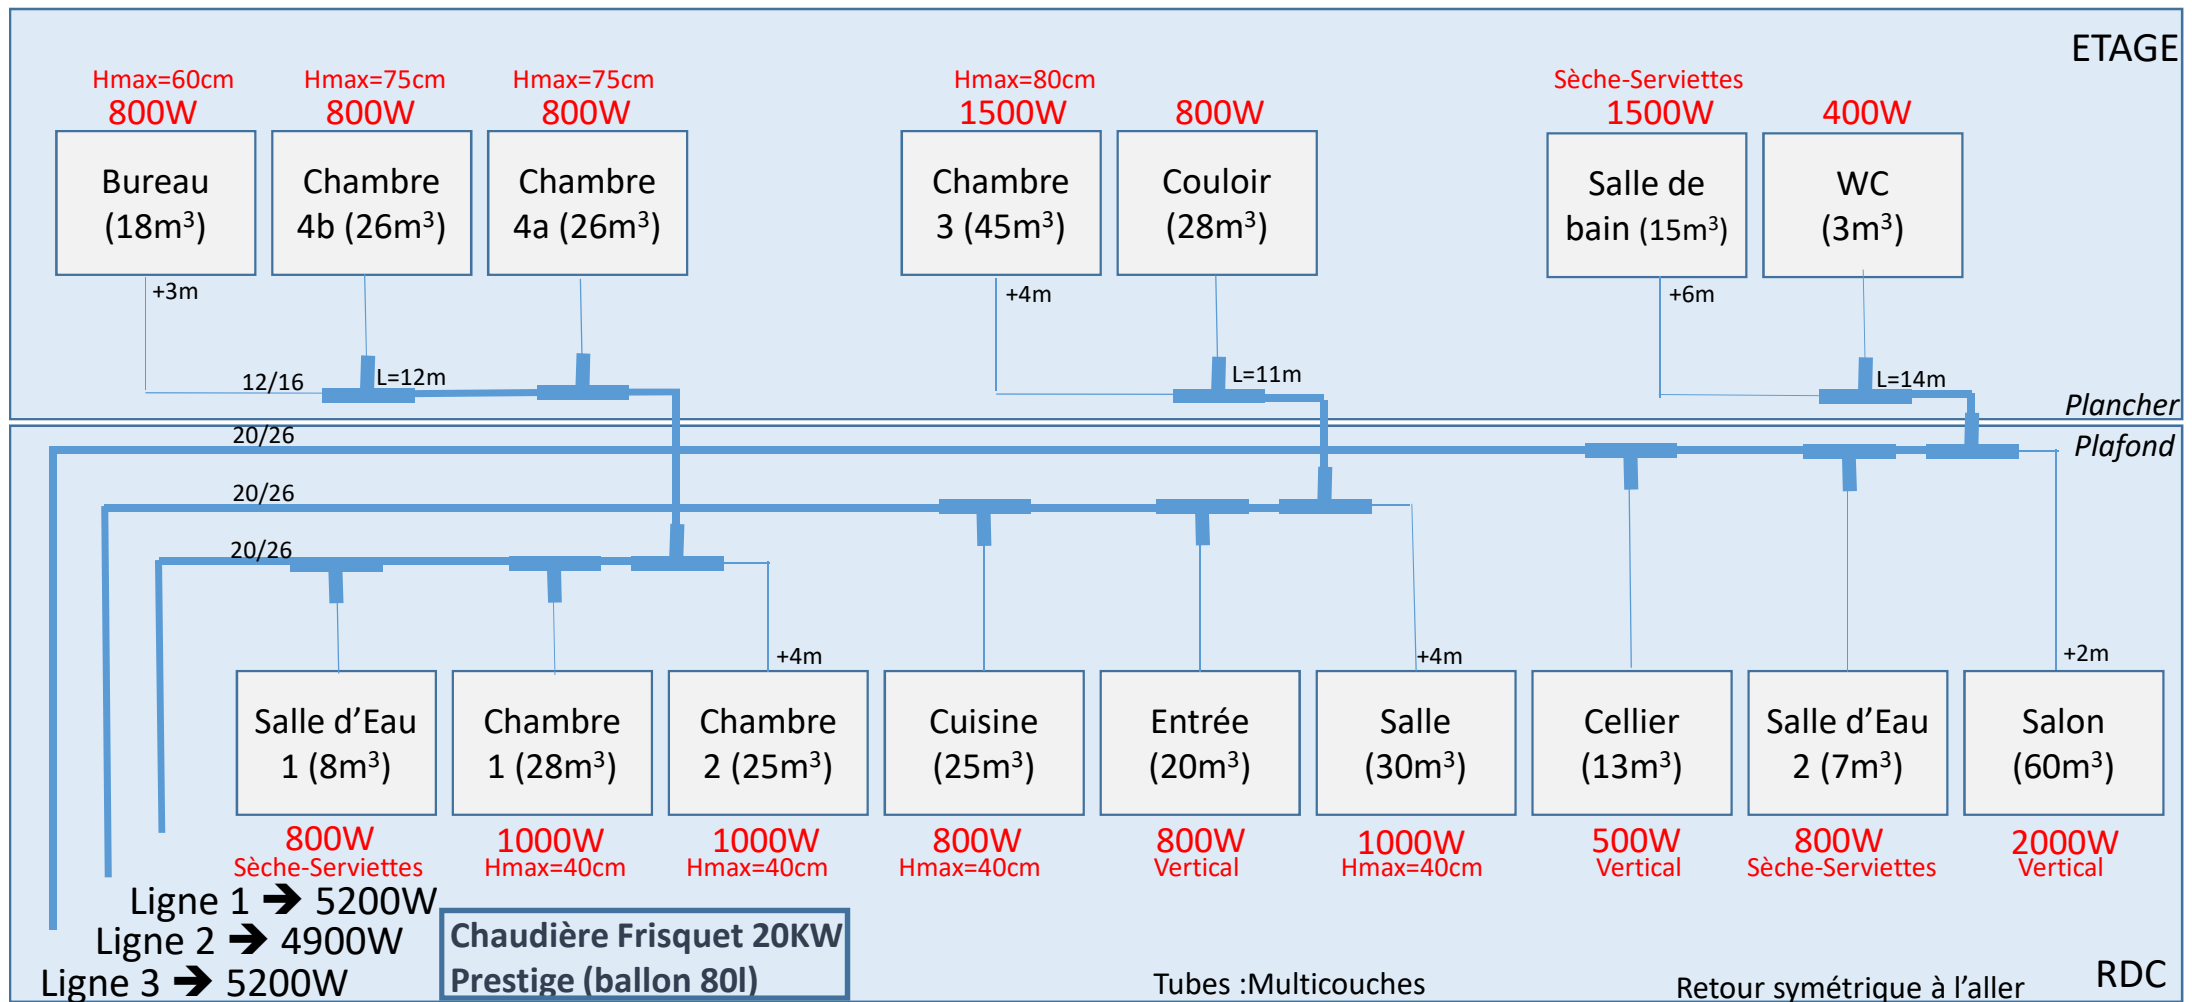 ETAGE
Hmax=60cm
800W
Hmax=75cm
800W
Hmax=75cm
800W
Hmax=80cm
1500W
800W
Sèche-Serviettes
1500W
400W
Bureau
(18m³)
Chambre
4b (26m³)
Chambre
4a (26m³)
Chambre
3 (45m³)
Couloir
(28m³)
Salle de
bain (15m³)
WC
(3m³)
+3m
+4m
+6m
12/16
L=12m
L=11m
L=14m
Plancher
Plafond
20/26
20/26
20/26
+4m
+4m
+2m
Salle d’Eau
1 (8m³)
Chambre
1 (28m³)
Chambre
2 (25m³)
Cuisine
(25m³)
Entrée
(20m³)
Salle
(30m³)
Cellier
(13m³)
Salle d’Eau
2 (7m³)
Salon
(60m³)
800W
Sèche-Serviettes
1000W
Hmax=40cm
1000W
Hmax=40cm
800W
Hmax=40cm
800W
Vertical
1000W
Hmax=40cm
500W
Vertical
800W
Sèche-Serviettes
2000W
Vertical
Ligne 1 ➔ 5200W
Ligne 2 ➔ 4900W
Ligne 3 ➔ 5200W
Chaudière Frisquet 20KW
Prestige (ballon 80l)
Tubes :Multicouches
Retour symétrique à l’aller
RDC